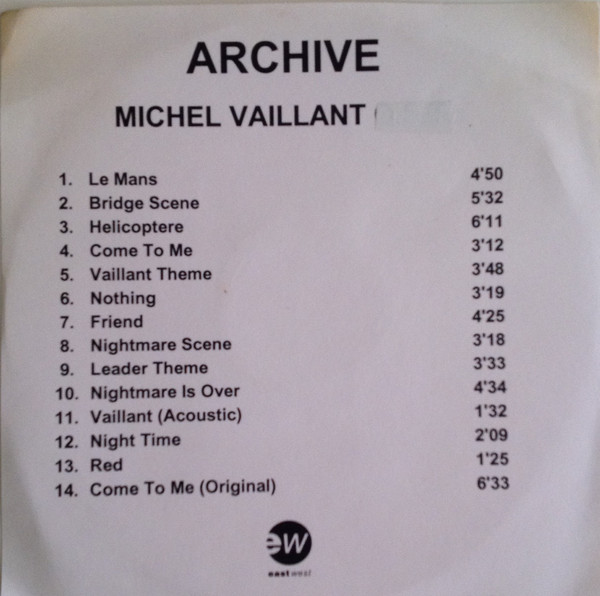 ARCHIVE
MICHEL VAILLANT
1. Le Mans 4'50
2. Bridge Scene 5'32
3. Helicoptere 6'11
4. Come To Me 3'12
5. Vaillant Theme 3'48
6. Nothing 3'19
7. Friend 4'25
8. Nightmare Scene 3'18
9. Leader Theme 3'33
10. Nightmare Is Over 4'34
11. Vaillant (Acoustic) 1'32
12. Night Time 2'09
13. Red 1'25
14. Come To Me (Original) 6'33
ew
eastwest